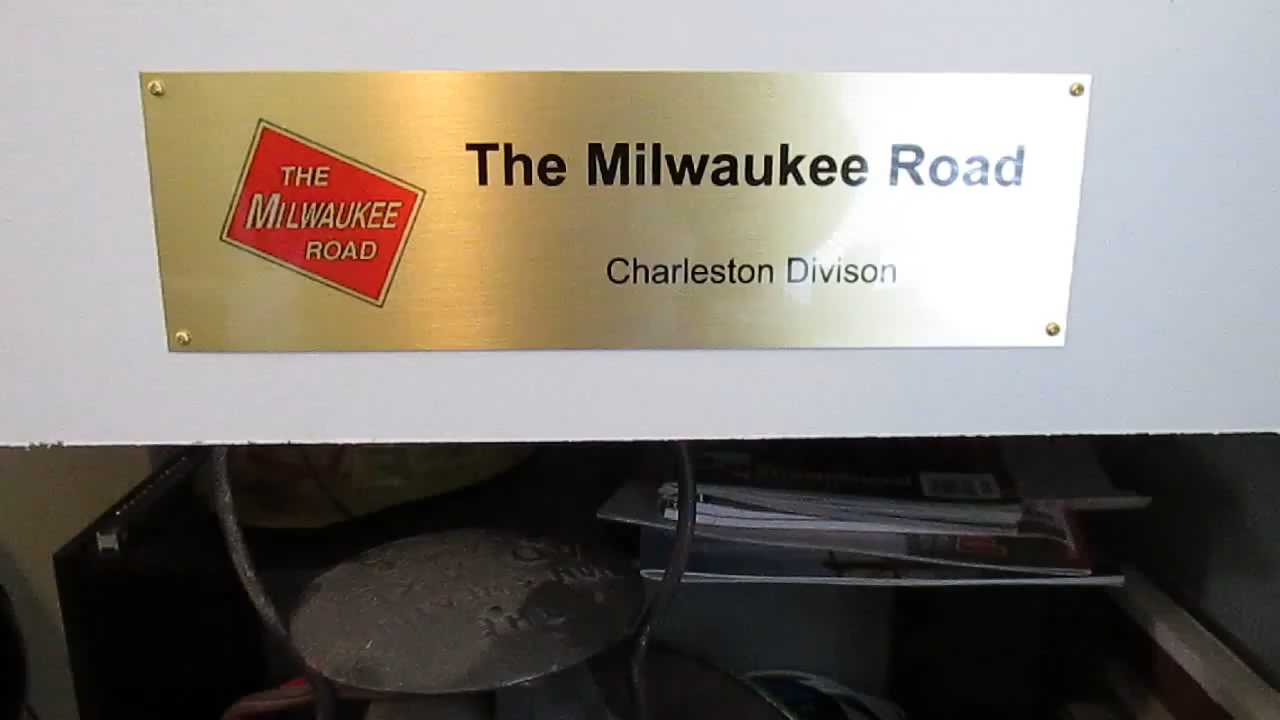 THE
MILWAUKEE
ROAD
The Milwaukee Road
Charleston Divison